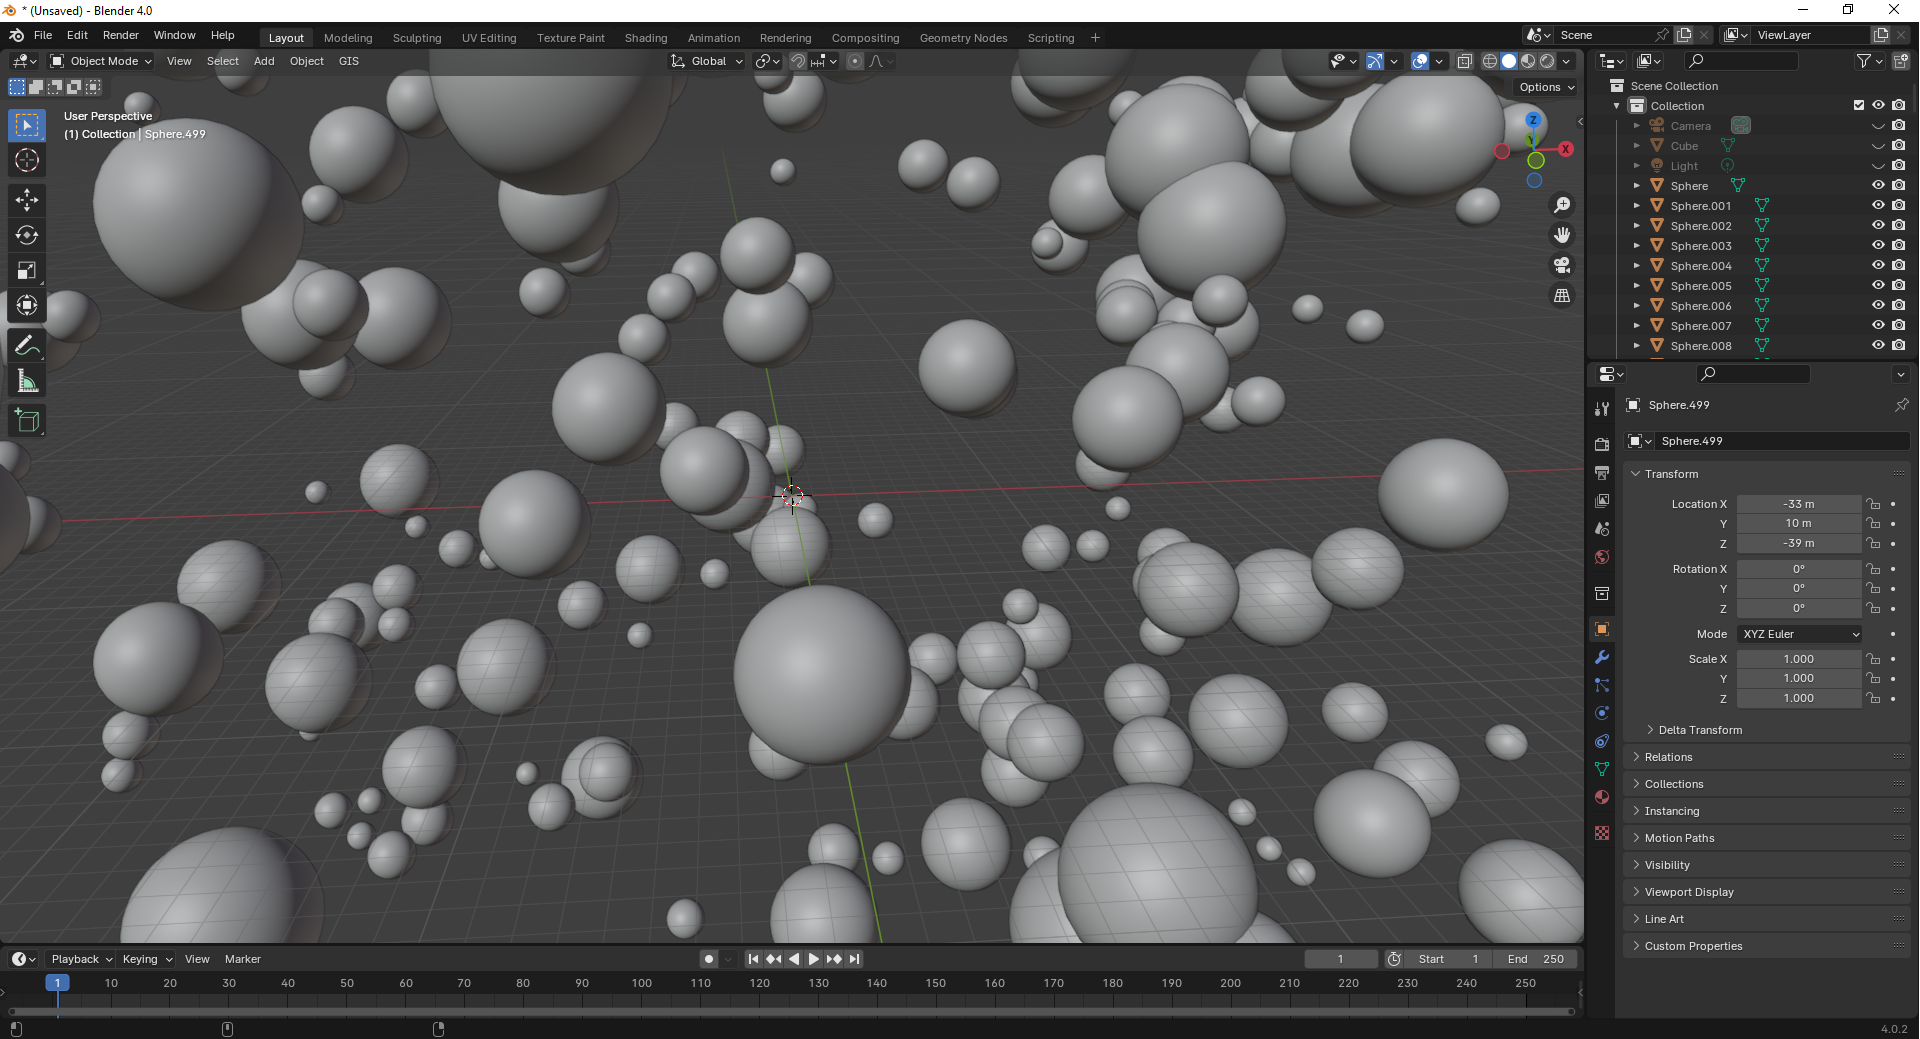 * (Unsaved) - Blender 4.0
File Edit Render Window Help Layout Modeling Sculpting UV Editing Texture Paint Shading Animation Rendering Compositing Geometry Nodes Scripting + Scene ViewLayer
Object Mode View Select Add Object GIS Global
Options
User Perspective
(1) Collection | Sphere.499
Z
Y
X
Scene Collection
Collection
Camera
Cube
Light
Sphere
Sphere.001
Sphere.002
Sphere.003
Sphere.004
Sphere.005
Sphere.006
Sphere.007
Sphere.008
Sphere.499
Sphere.499
Transform
Location X -33 m
Y 10 m
Z -39 m
Rotation X 0°
Y 0°
Z 0°
Mode XYZ Euler
Scale X 1.000
Y 1.000
Z 1.000
Delta Transform
Relations
Collections
Instancing
Motion Paths
Visibility
Viewport Display
Line Art
Custom Properties
Playback Keying View Marker 1 Start 1 End 250
1 10 20 30 40 50 60 70 80 90 100 110 120 130 140 150 160 170 180 190 200 210 220 230 240 250
4.0.2